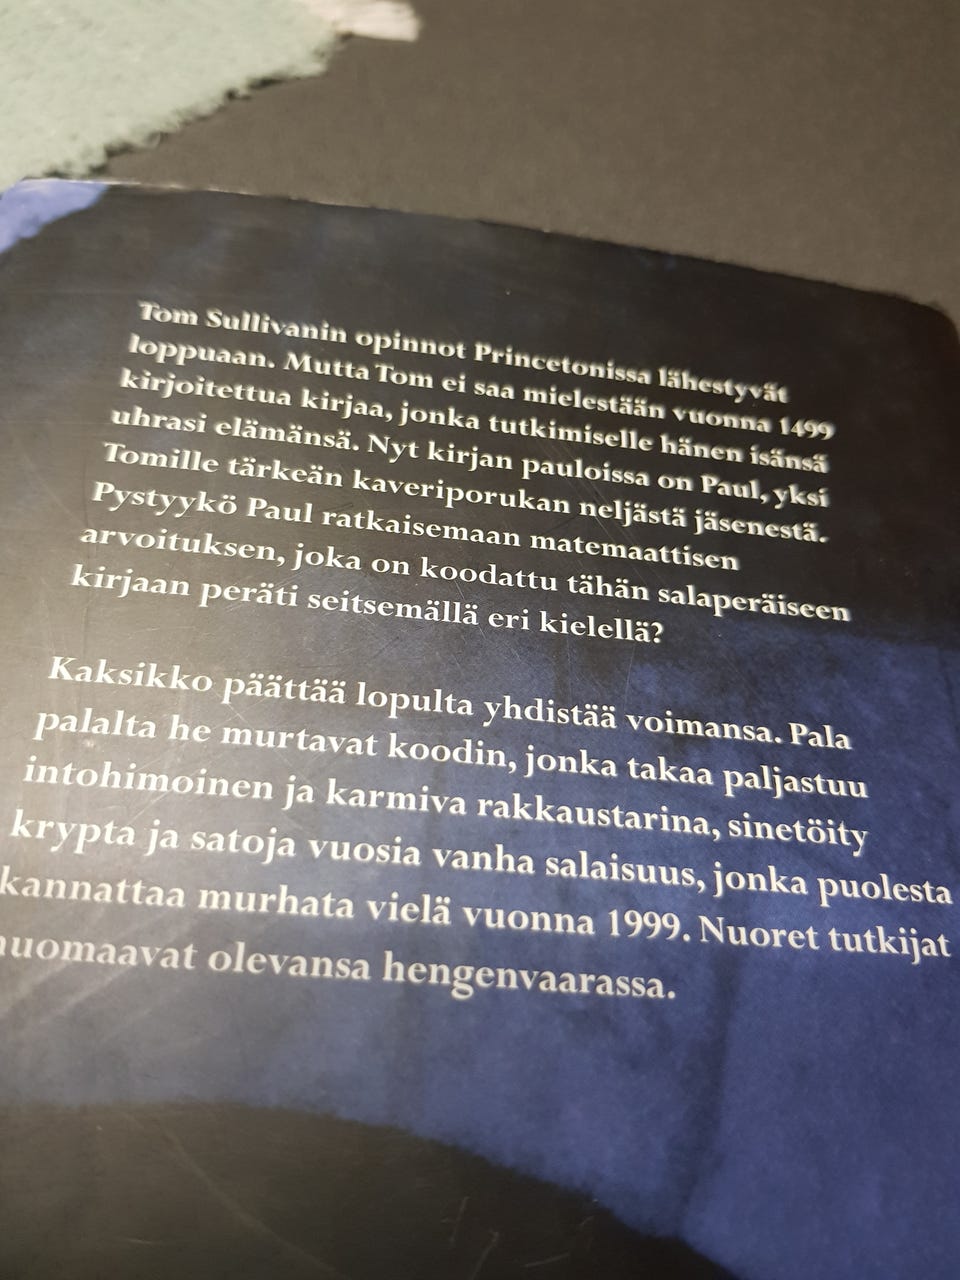 Tom Sullivanin opinnot Princetonissa lähestyvät
loppuaan. Mutta Tom ei saa mielestään vuonna 1499
kirjoitettua kirjaa, jonka tutkimiselle hänen isänsä
uhrasi elämänsä. Nyt kirjan pauloissa on Paul, yksi
Tomille tärkeän kaveriporukan neljästä jäsenestä.
Pystyykö Paul ratkaisemaan matemaattisen
arvoituksen, joka on koodattu tähän salaperäiseen
kirjaan peräti seitsemällä eri kielellä?
Kaksikko päättää lopulta yhdistää voimansa. Pala
palalta he murtavat koodin, jonka takaa paljastuu
intohimoinen ja karmiva rakkaustarina, sinetöity
krypta ja satoja vuosia vanha salaisuus, jonka puolesta
kannattaa murhata vielä vuonna 1999. Nuoret tutkijat
huomaavat olevansa hengenvaarassa.